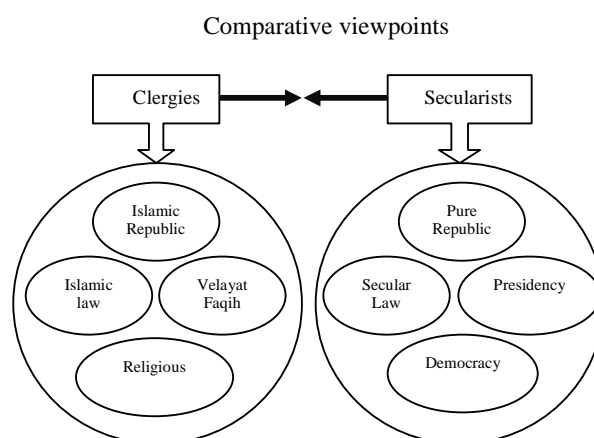 Comparative viewpoints
Clergies
Secularists
Islamic
Republic
Islamic
law
Velayat
Faqih
Religious
Pure
Republic
Secular
Law
Presidency
Democracy